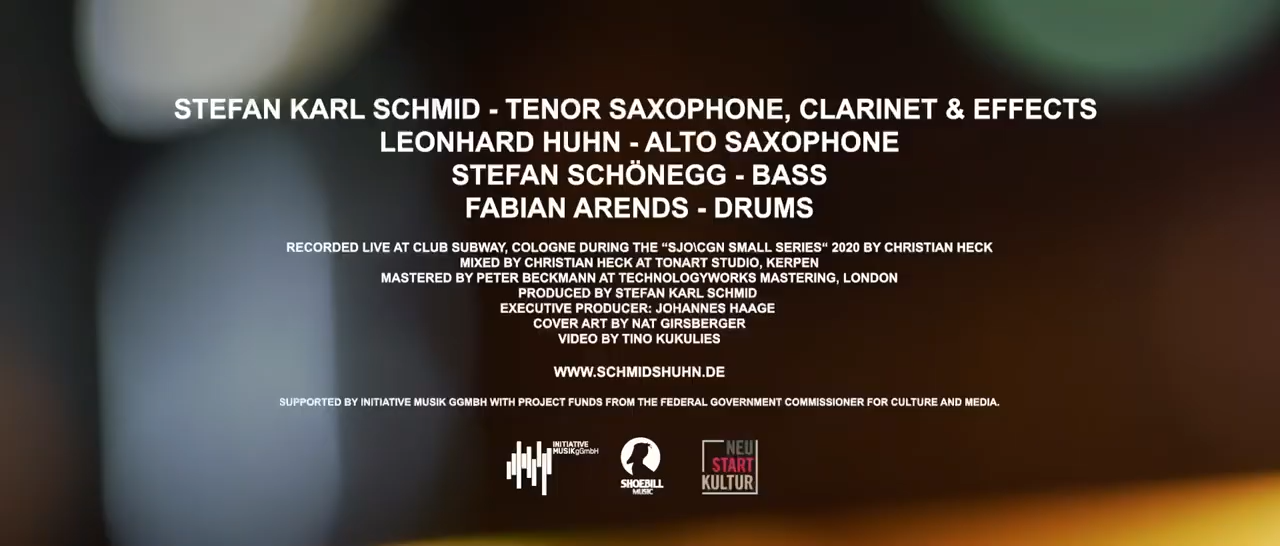 STEFAN KARL SCHMID - TENOR SAXOPHONE, CLARINET & EFFECTS
LEONHARD HUHN - ALTO SAXOPHONE
STEFAN SCHÖNEGG - BASS
FABIAN ARENDS - DRUMS
RECORDED LIVE AT CLUB SUBWAY, COLOGNE DURING THE “SJO\CGN SMALL SERIES“ 2020 BY CHRISTIAN HECK
MIXED BY CHRISTIAN HECK AT TONART STUDIO, KERPEN
MASTERED BY PETER BECKMANN AT TECHNOLOGYWORKS MASTERING, LONDON
PRODUCED BY STEFAN KARL SCHMID
EXECUTIVE PRODUCER: JOHANNES HAAGE
COVER ART BY NAT GIRSBERGER
VIDEO BY TINO KUKULIES
WWW.SCHMIDSHUHN.DE
SUPPORTED BY INITIATIVE MUSIK GGMBH WITH PROJECT FUNDS FROM THE FEDERAL GOVERNMENT COMMISSIONER FOR CULTURE AND MEDIA.
INITIATIVE
MUSIKgGmbH
SHOEBILL
MUSIC
NEU
START
KULTUR